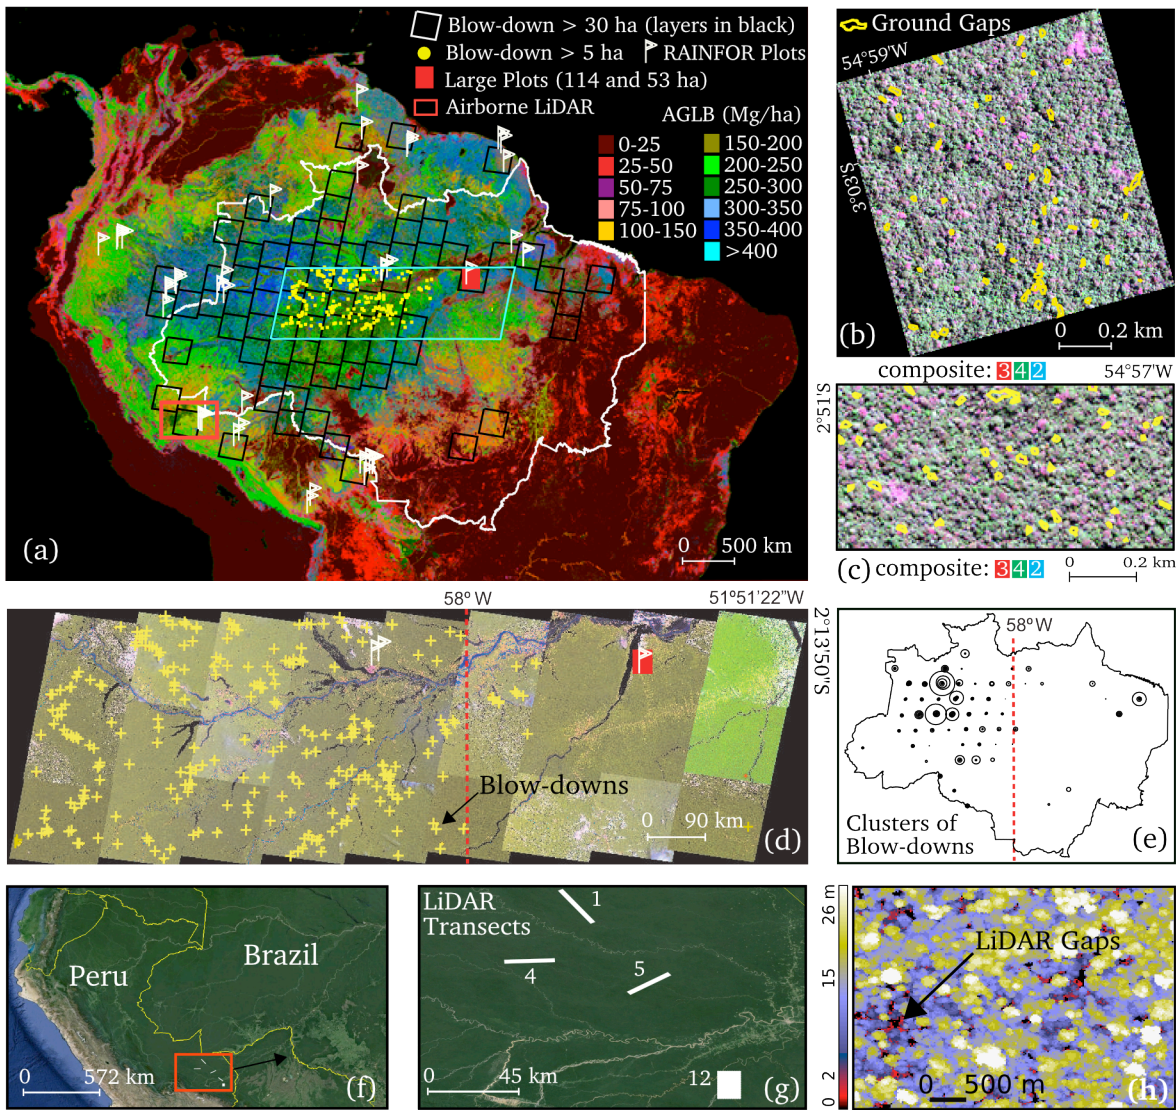 Blow-down > 30 ha (layers in black)
Blow-down > 5 ha RAINFOR Plots
Large Plots (114 and 53 ha)
Airborne LiDAR
AGLB (Mg/ha)
0-25 150-200
25-50 200-250
50-75 250-300
75-100 300-350
100-150 350-400
>400
(a)
0 500 km
Ground Gaps
54°59'W
3°03'S
(b)
0 0.2 km
composite: 3 4 2 54°57'W
2°51'S
(c) composite: 3 4 2 0 0.2 km
58° W 51°51'22"W
2°13'50"S
Blow-downs
0 90 km
(d)
58° W
Clusters of
Blow-downs
(e)
Peru
Brazil
0 572 km
(f)
LiDAR
Transects
1
4
5
12
0 45 km
(g)
0 2 15 26 m
LiDAR Gaps
0 500 m
(h)